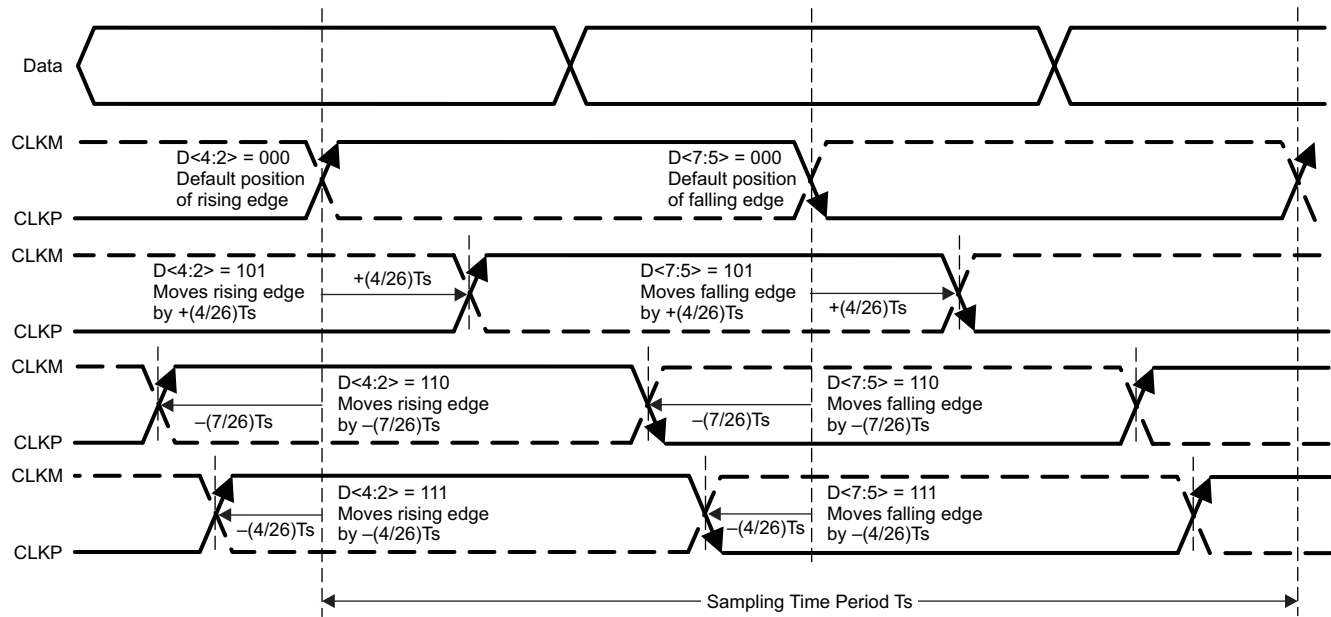 Data
CLKM
D<4:2> = 000
Default position
of rising edge
D<7:5> = 000
Default position
of falling edge
CLKP
CLKM
D<4:2> = 101
Moves rising edge
by +(4/26)Ts
+(4/26)Ts
D<7:5> = 101
Moves falling edge
by +(4/26)Ts
+(4/26)Ts
CLKP
CLKM
–(7/26)Ts
D<4:2> = 110
Moves rising edge
by –(7/26)Ts
–(7/26)Ts
D<7:5> = 110
Moves falling edge
by –(7/26)Ts
CLKP
CLKM
–(4/26)Ts
D<4:2> = 111
Moves rising edge
by –(4/26)Ts
–(4/26)Ts
D<7:5> = 111
Moves falling edge
by –(4/26)Ts
CLKP
Sampling Time Period Ts